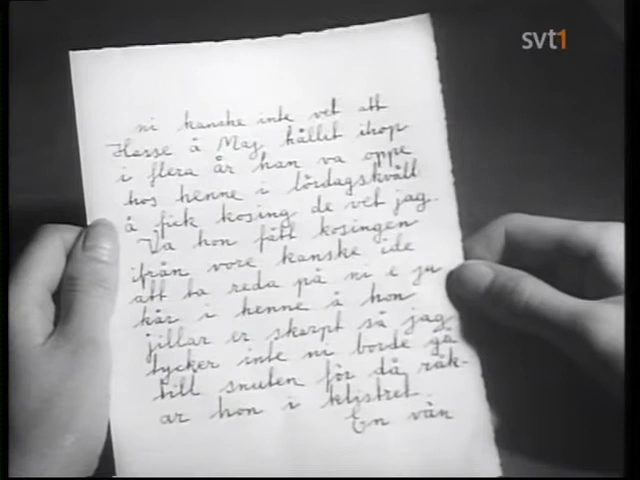 svt1
ni kanske inte vet att
Hasse å Maj hållit ihop
i flera år han va oppe
hos henne i lördagskväll
å fick kosing de vet jag.
Va hon fått kosingen
ifrån vore kanske ide
att ta reda på ni e ju
kär i henne å hon
jillar er skarpt så jag
tycker inte ni borde gå
till snuten för då råk-
ar hon i klistret.
En vän